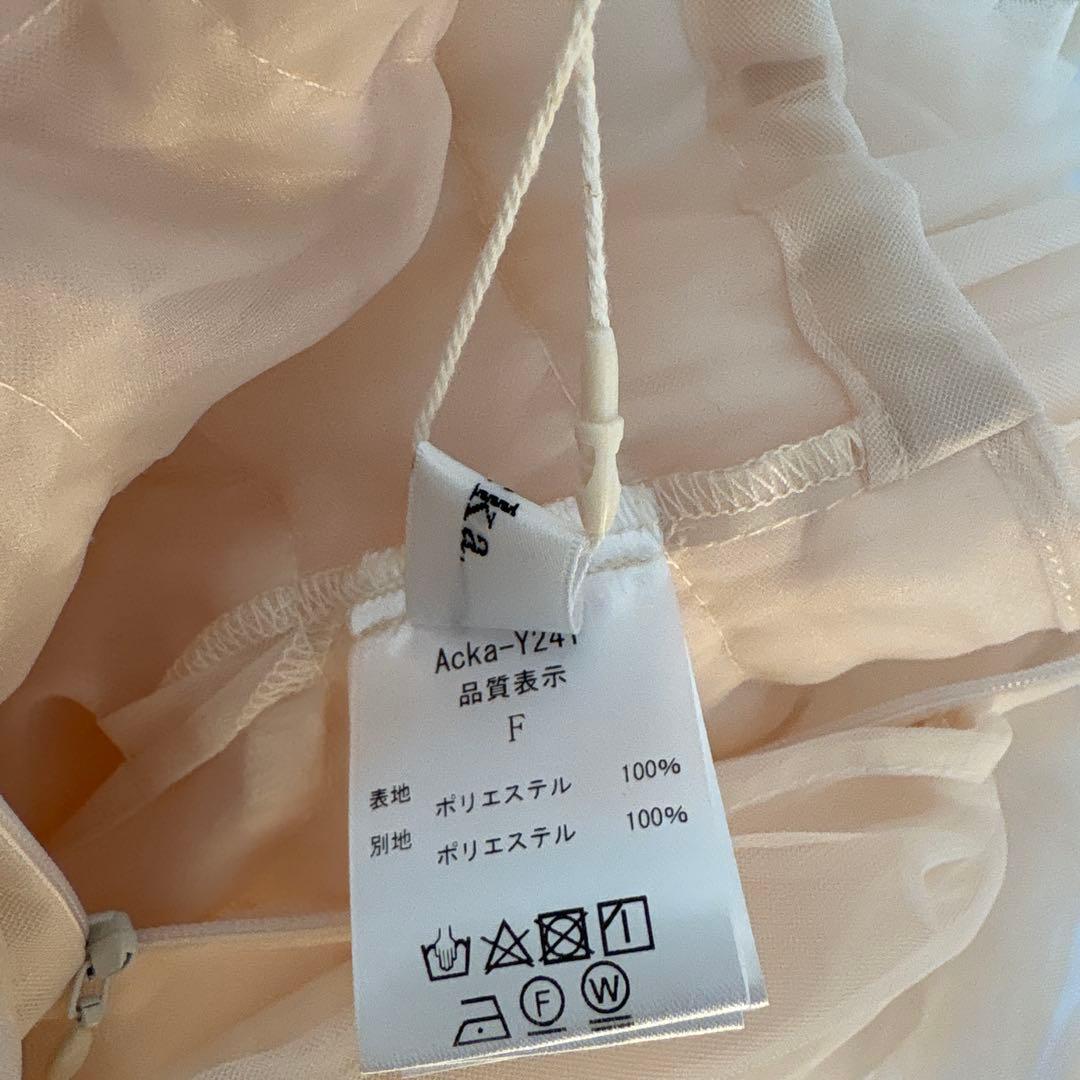 ka.
Acka-Y241
品質表示
F
表地 ポリエステル 100%
別地 ポリエステル 100%
F W